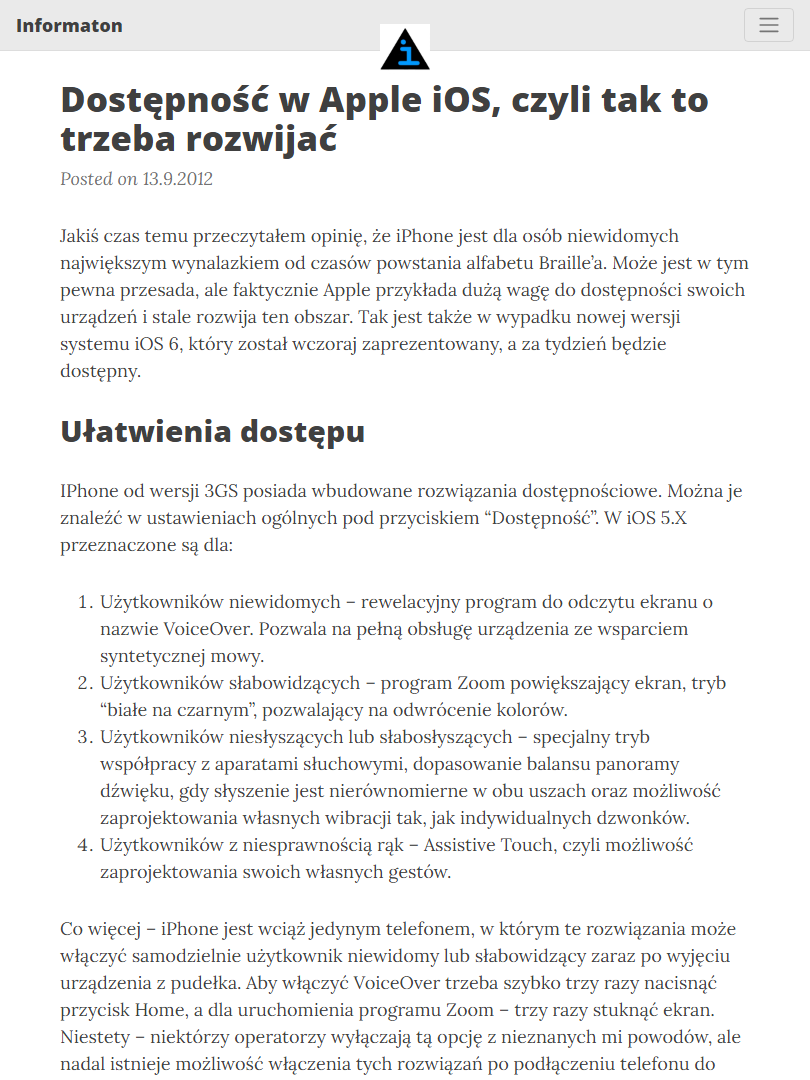 Informaton
i
Dostępność w Apple iOS, czyli tak to
trzeba rozwijać
Posted on 13.9.2012
Jakiś czas temu przeczytałem opinię, że iPhone jest dla osób niewidomych
największym wynalazkiem od czasów powstania alfabetu Braille’a. Może jest w tym
pewna przesada, ale faktycznie Apple przykłada dużą wagę do dostępności swoich
urządzeń i stale rozwija ten obszar. Tak jest także w wypadku nowej wersji
systemu iOS 6, który został wczoraj zaprezentowany, a za tydzień będzie
dostępny.
Ułatwienia dostępu
IPhone od wersji 3GS posiada wbudowane rozwiązania dostępnościowe. Można je
znaleźć w ustawieniach ogólnych pod przyciskiem “Dostępność”. W iOS 5.X
przeznaczone są dla:
1. Użytkowników niewidomych – rewelacyjny program do odczytu ekranu o
nazwie VoiceOver. Pozwala na pełną obsługę urządzenia ze wsparciem
syntetycznej mowy.
2. Użytkowników słabowidzących – program Zoom powiększający ekran, tryb
“białe na czarnym”, pozwalający na odwrócenie kolorów.
3. Użytkowników niesłyszących lub słabosłyszących – specjalny tryb
współpracy z aparatami słuchowymi, dopasowanie balansu panoramy
dźwięku, gdy słyszenie jest nierównomierne w obu uszach oraz możliwość
zaprojektowania własnych wibracji tak, jak indywidualnych dzwonków.
4. Użytkowników z niesprawnością rąk – Assistive Touch, czyli możliwość
zaprojektowania swoich własnych gestów.
Co więcej – iPhone jest wciąż jedynym telefonem, w którym te rozwiązania może
włączyć samodzielnie użytkownik niewidomy lub słabowidzący zaraz po wyjęciu
urządzenia z pudełka. Aby włączyć VoiceOver trzeba szybko trzy razy nacisnąć
przycisk Home, a dla uruchomienia programu Zoom – trzy razy stuknąć ekran.
Niestety – niektórzy operatorzy wyłączają tą opcję z nieznanych mi powodów, ale
nadal istnieje możliwość włączenia tych rozwiązań po podłączeniu telefonu do